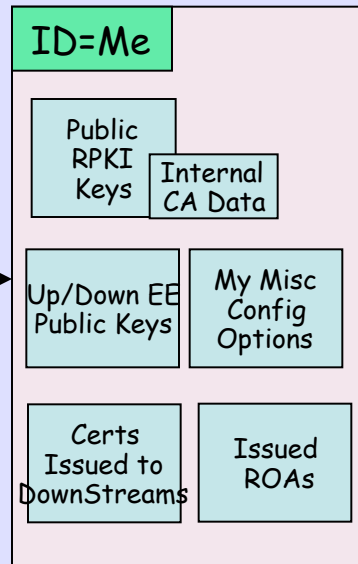 ID=Me
Public
RPKI
Keys
Internal
CA Data
Up/Down EE
Public Keys
My Misc
Config
Options
Certs
Issued to
DownStreams
Issued
ROAs